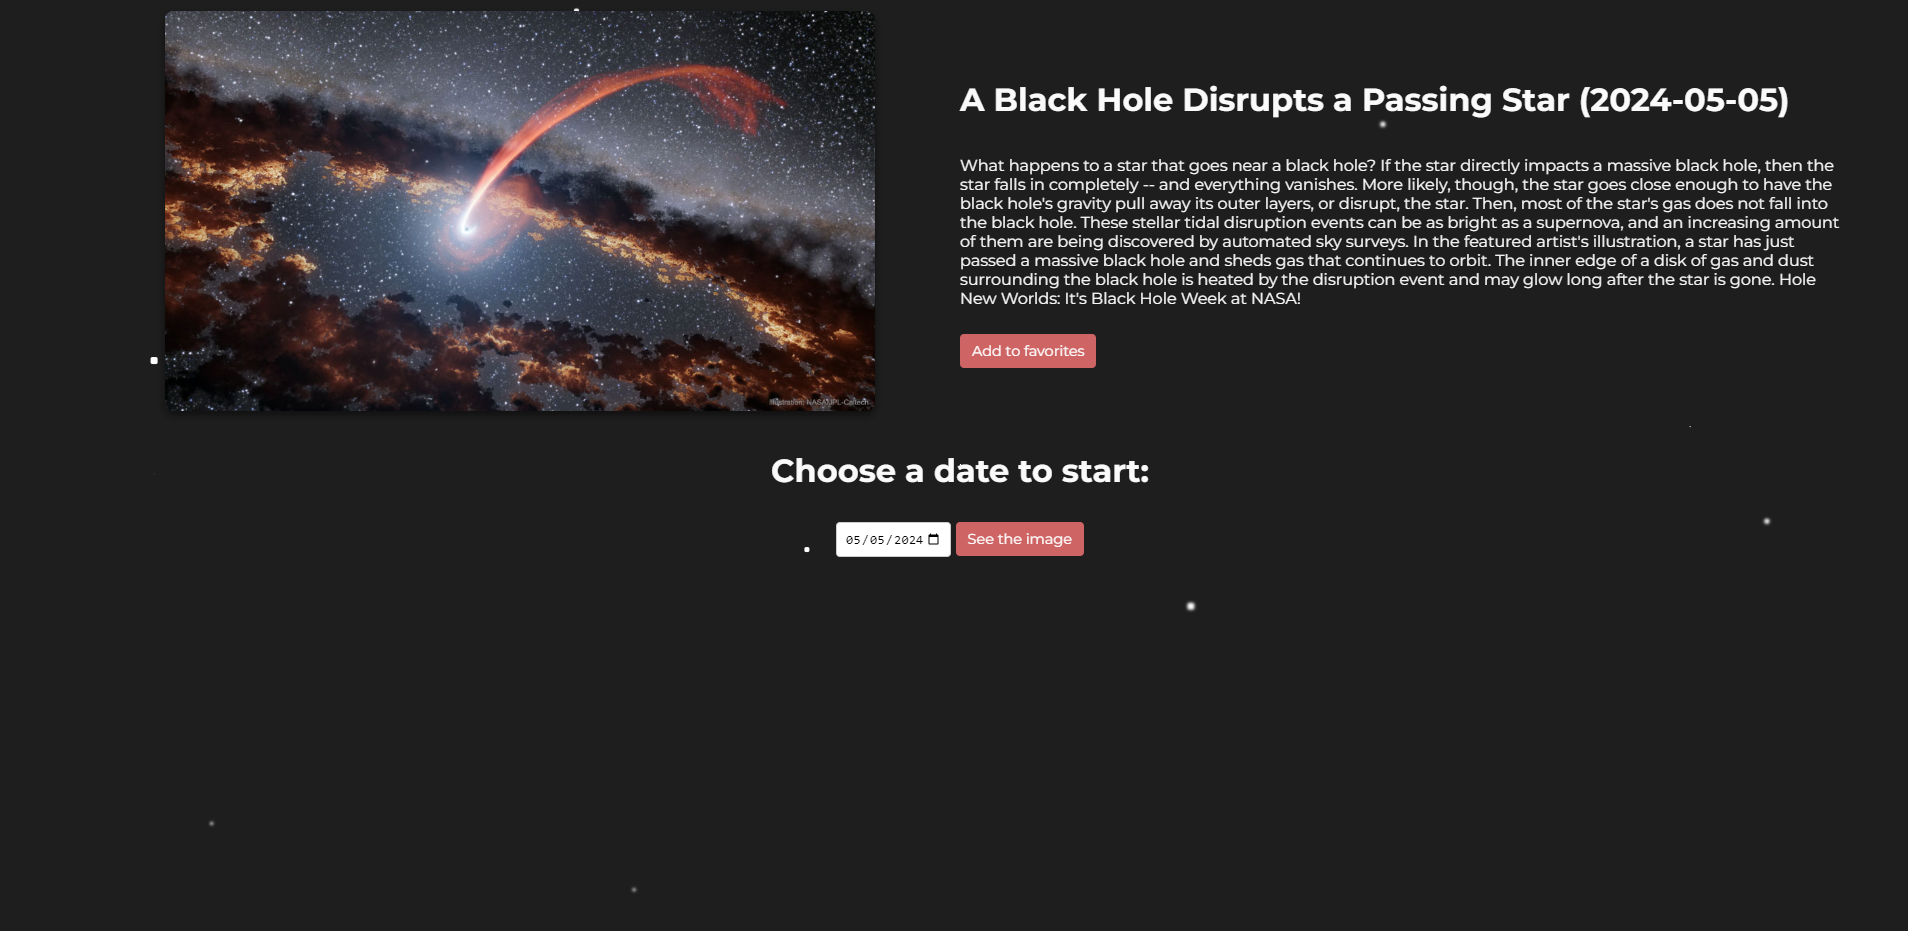 Illustration: NASA/JPL-Caltech
A Black Hole Disrupts a Passing Star (2024-05-05)
What happens to a star that goes near a black hole? If the star directly impacts a massive black hole, then the
star falls in completely -- and everything vanishes. More likely, though, the star goes close enough to have the
black hole's gravity pull away its outer layers, or disrupt, the star. Then, most of the star's gas does not fall into
the black hole. These stellar tidal disruption events can be as bright as a supernova, and an increasing amount
of them are being discovered by automated sky surveys. In the featured artist's illustration, a star has just
passed a massive black hole and sheds gas that continues to orbit. The inner edge of a disk of gas and dust
surrounding the black hole is heated by the disruption event and may glow long after the star is gone. Hole
New Worlds: It's Black Hole Week at NASA!
Add to favorites
Choose a date to start:
05/05/2024
See the image